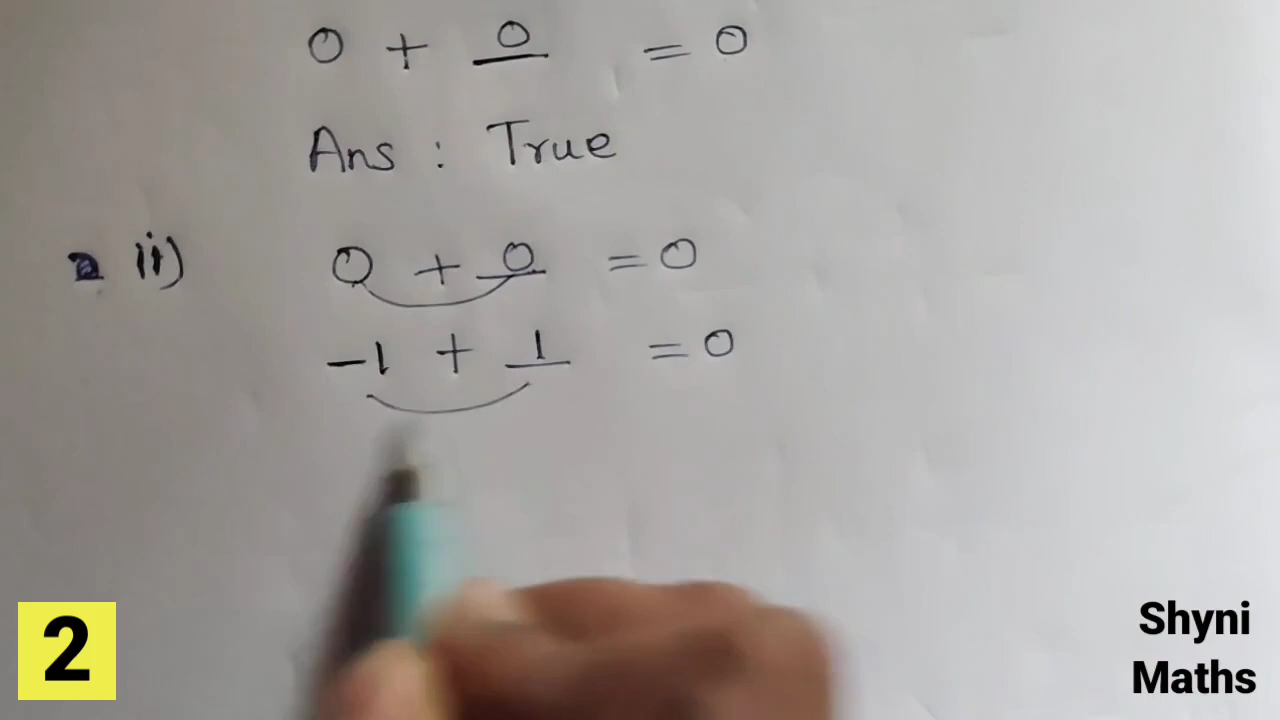 0 + 0 = 0
Ans : True
ii) 0 + 0 = 0
-1 + 1 = 0
2
Shyni
Maths